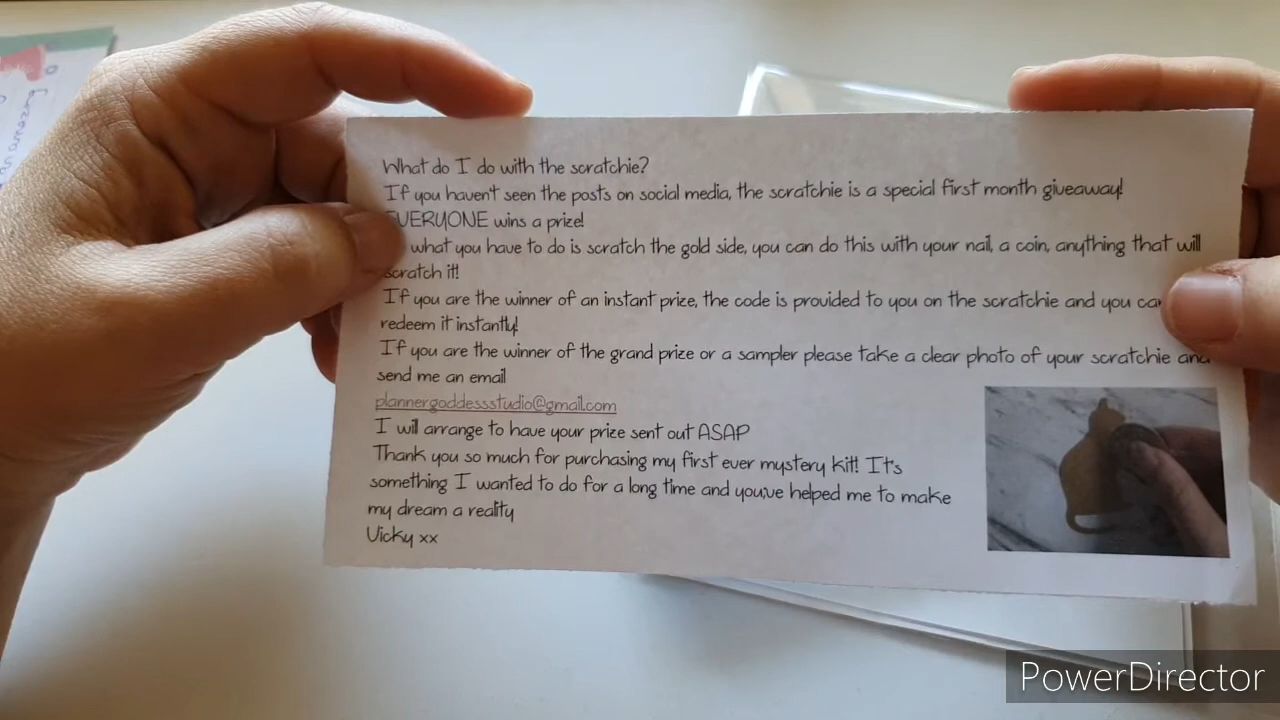 What do I do with the scratchie?
If you haven't seen the posts on social media, the scratchie is a special first month giveaway!
EVERYONE wins a prize!
what you have to do is scratch the gold side, you can do this with your nail, a coin, anything that will
scratch it!
If you are the winner of an instant prize, the code is provided to you on the scratchie and you can
redeem it instantly!
If you are the winner of the grand prize or a sampler please take a clear photo of your scratchie and
send me an email
plannergoddessstudio@gmail.com
I will arrange to have your prize sent out ASAP
Thank you so much for purchasing my first ever mystery kit! It's
something I wanted to do for a long time and you;ve helped me to make
my dream a reality
Vicky xx
PowerDirector